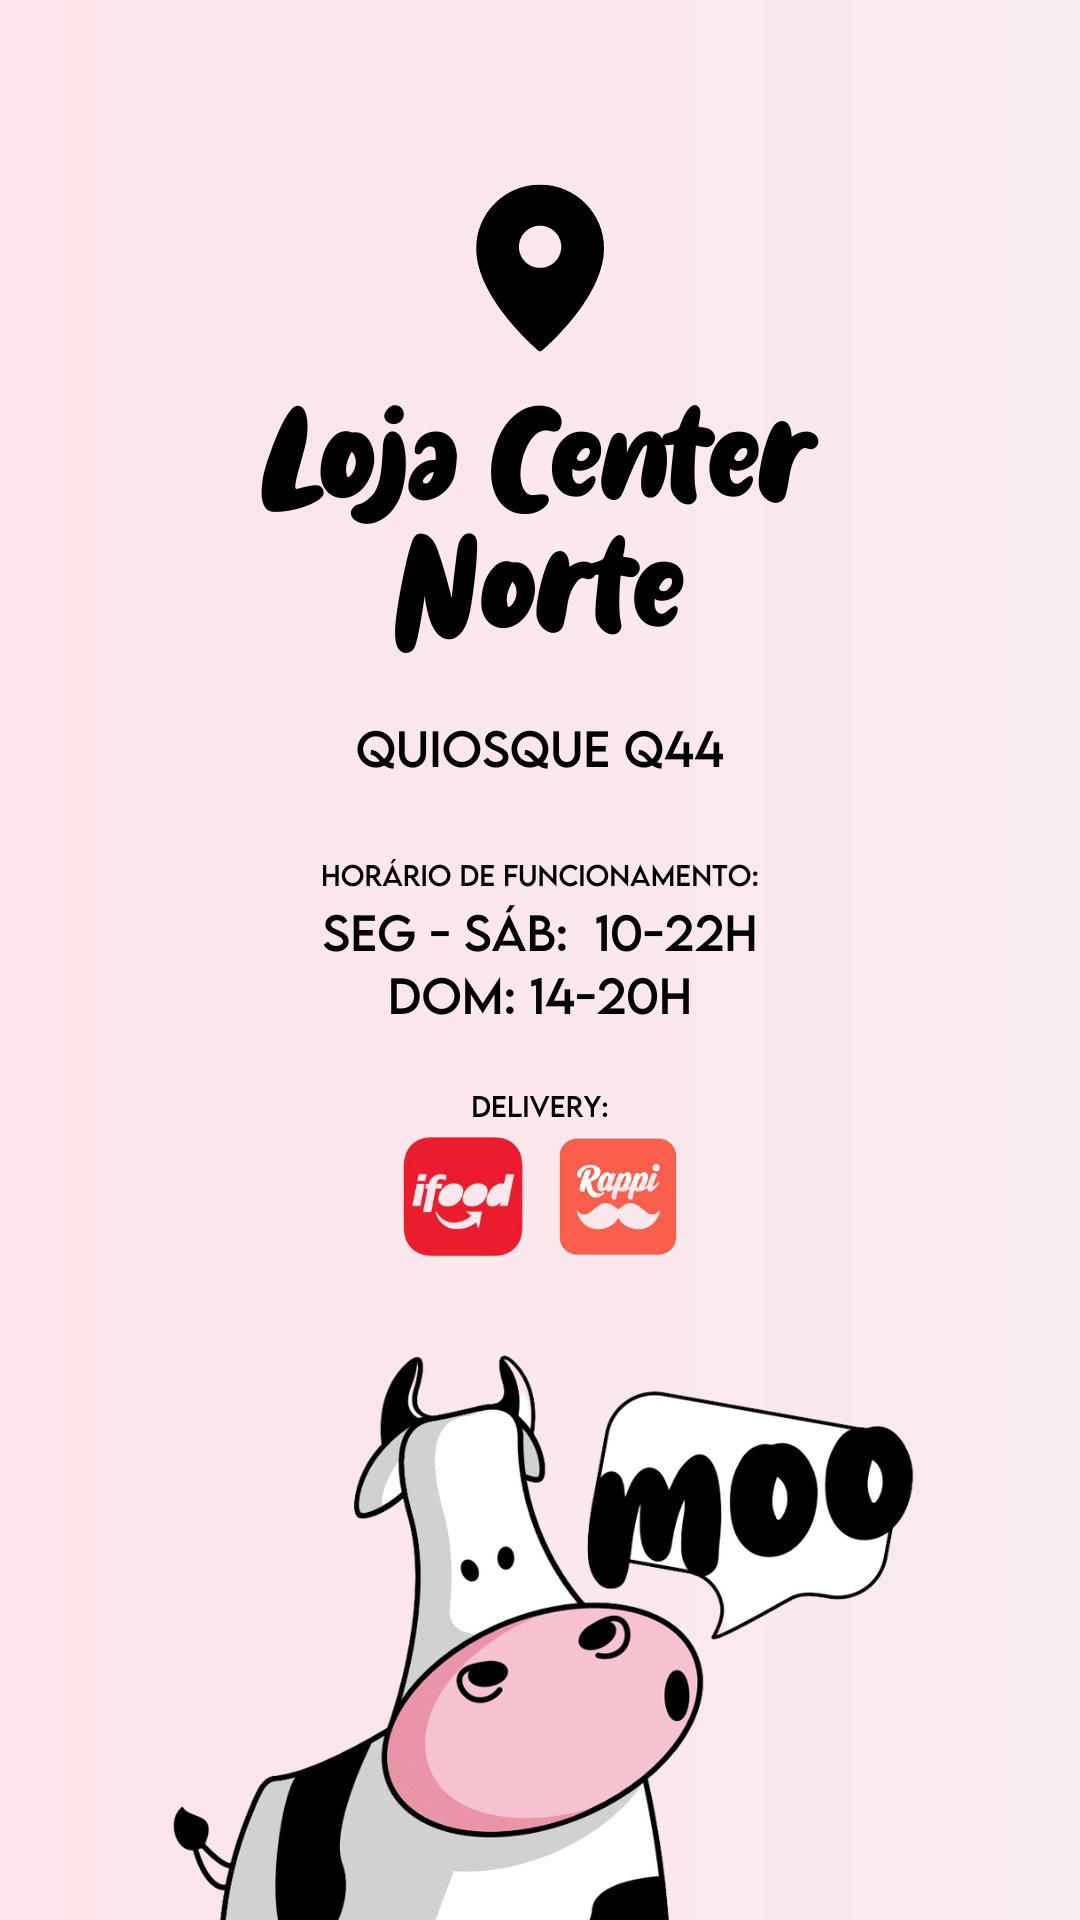 Loja Center
Norte
QUIOSQUE Q44
HORÁRIO DE FUNCIONAMENTO:
SEG - SÁB: 10-22H
DOM: 14-20H
DELIVERY:
ifood Rappi
moo